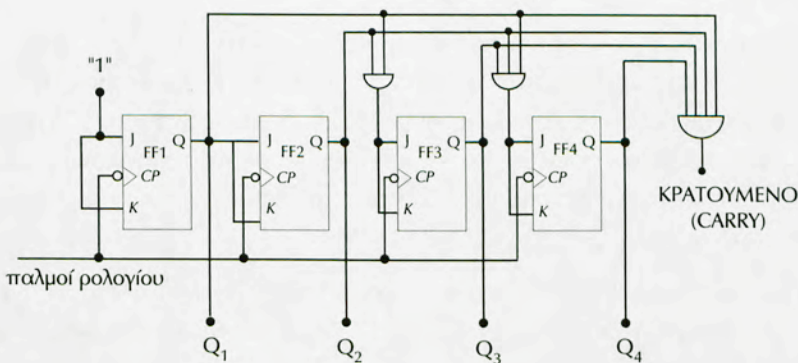 "1"
J FF1 Q
CP
K
J FF2 Q
CP
K
J FF3 Q
CP
K
J FF4 Q
CP
K
ΚΡΑΤΟΥΜΕΝΟ
(CARRY)
παλμοί ρολογίου
Q1 Q2 Q3 Q4